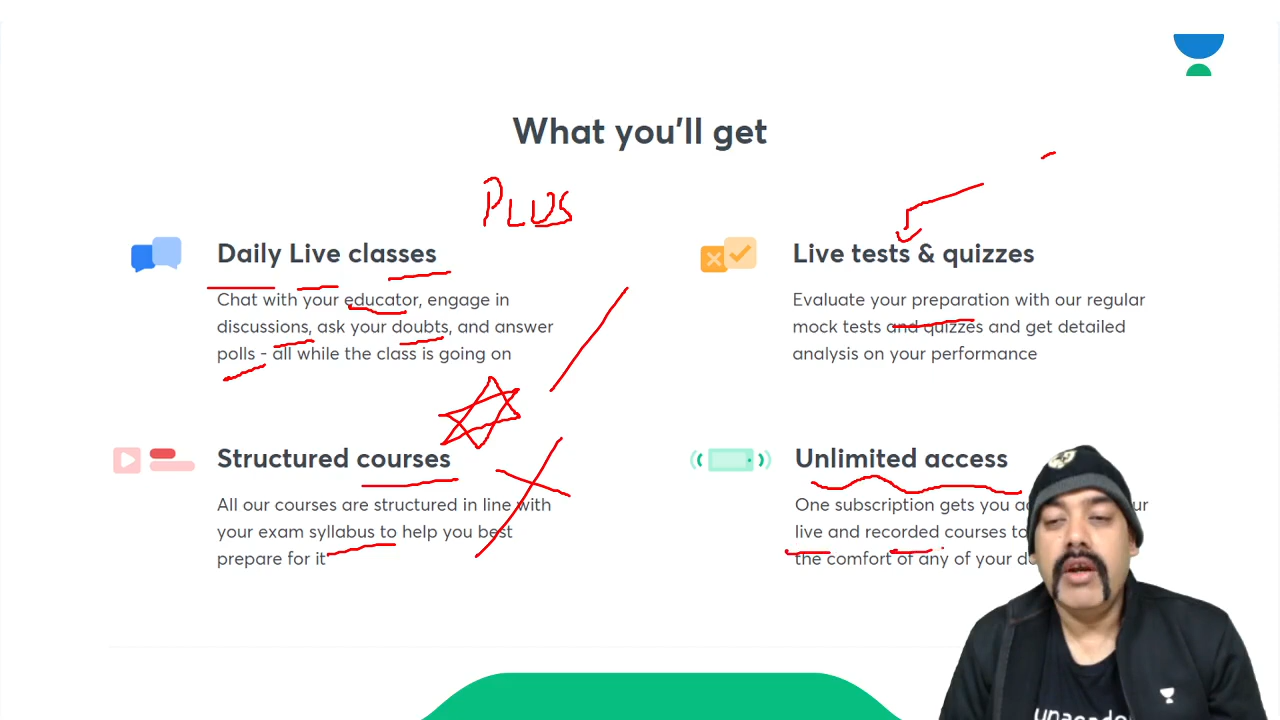 What you'll get
PLUS
Daily Live classes
Chat with your educator, engage in
discussions, ask your doubts, and answer
polls - all while the class is going on
Live tests & quizzes
Evaluate your preparation with our regular
mock tests and quizzes and get detailed
analysis on your performance
Structured courses
All our courses are structured in line with
your exam syllabus to help you best
prepare for it
Unlimited access
One subscription gets you
live and recorded courses
the comfort of any of your